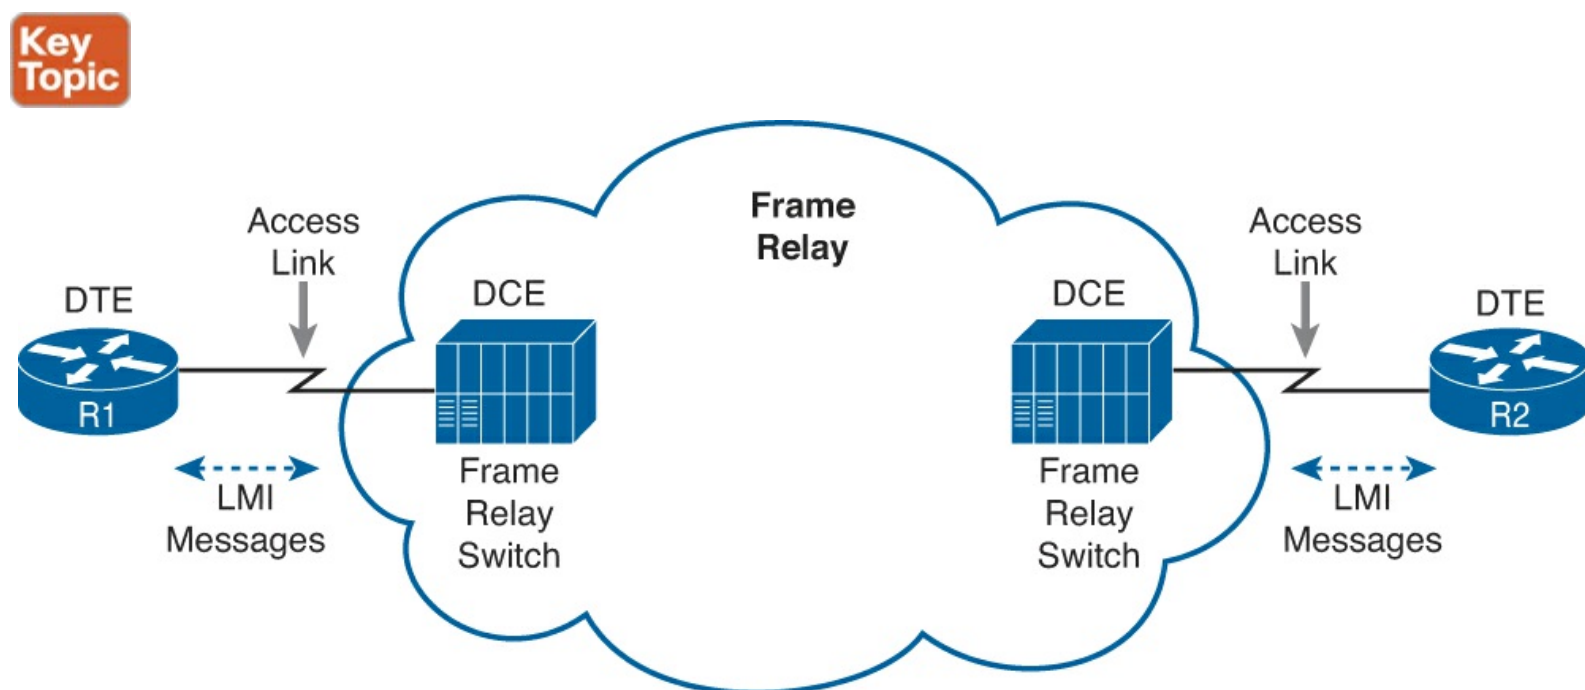 Key
Topic
Frame
Relay
Access
Link
DTE
R1
DCE
Frame
Relay
Switch
LMI
Messages
DCE
Frame
Relay
Switch
Access
Link
DTE
R2
LMI
Messages